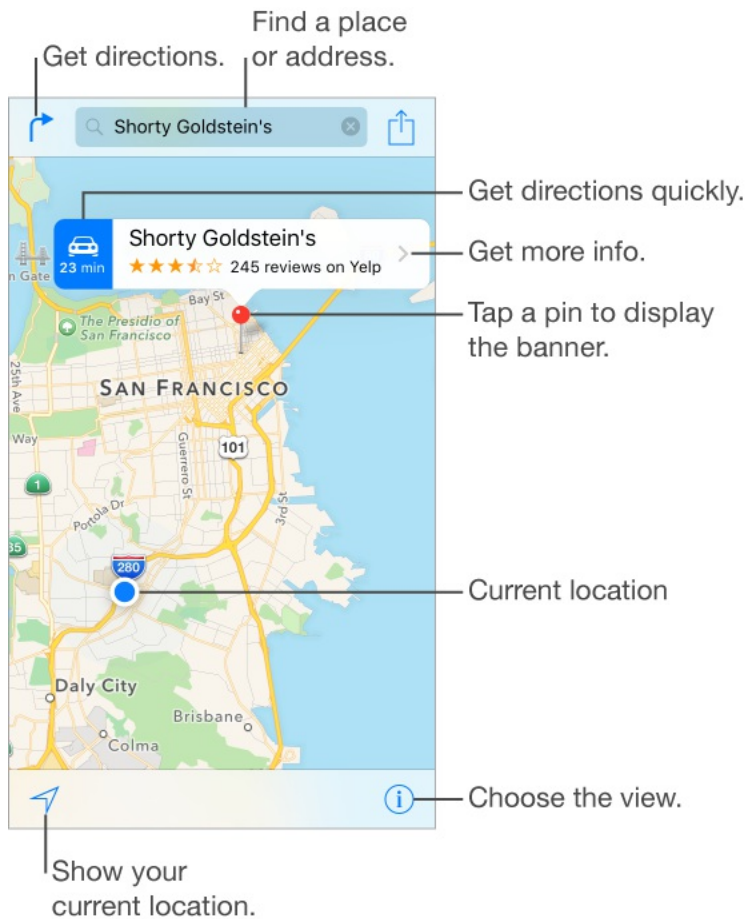 Find a place
Get directions.
or address.
Shorty Goldstein's
Get directions quickly.
Shorty Goldstein's
23 min
245 reviews on Yelp
Get more info.
n Gate
Bay St
The Presidio of
San Francisco
Tap a pin to display
the banner.
25th Ave
SAN FRANCISCO
Way
Guerrero St
101
1
3rd St
Portola Dr
35
280
Current location
Daly City
Brisbane
Colma
i
Choose the view.
Show your
current location.